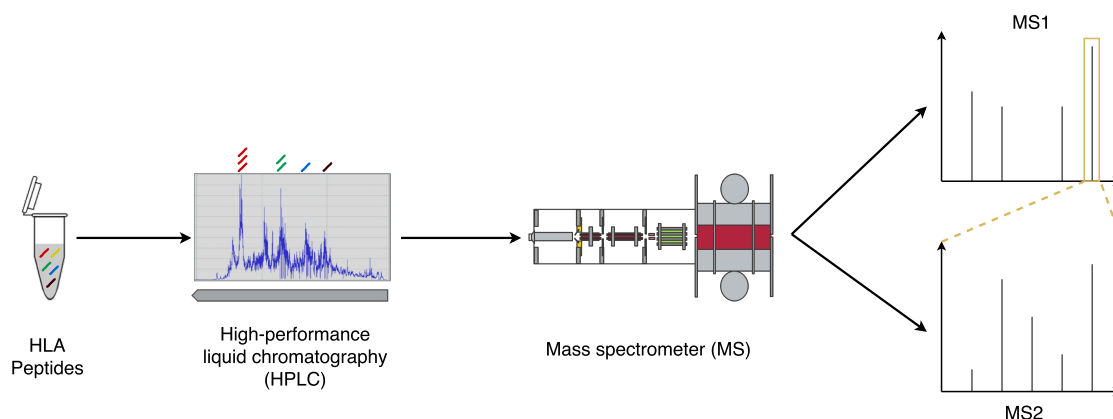 HLA
Peptides
High-performance
liquid chromatography
(HPLC)
Mass spectrometer (MS)
MS1
MS2